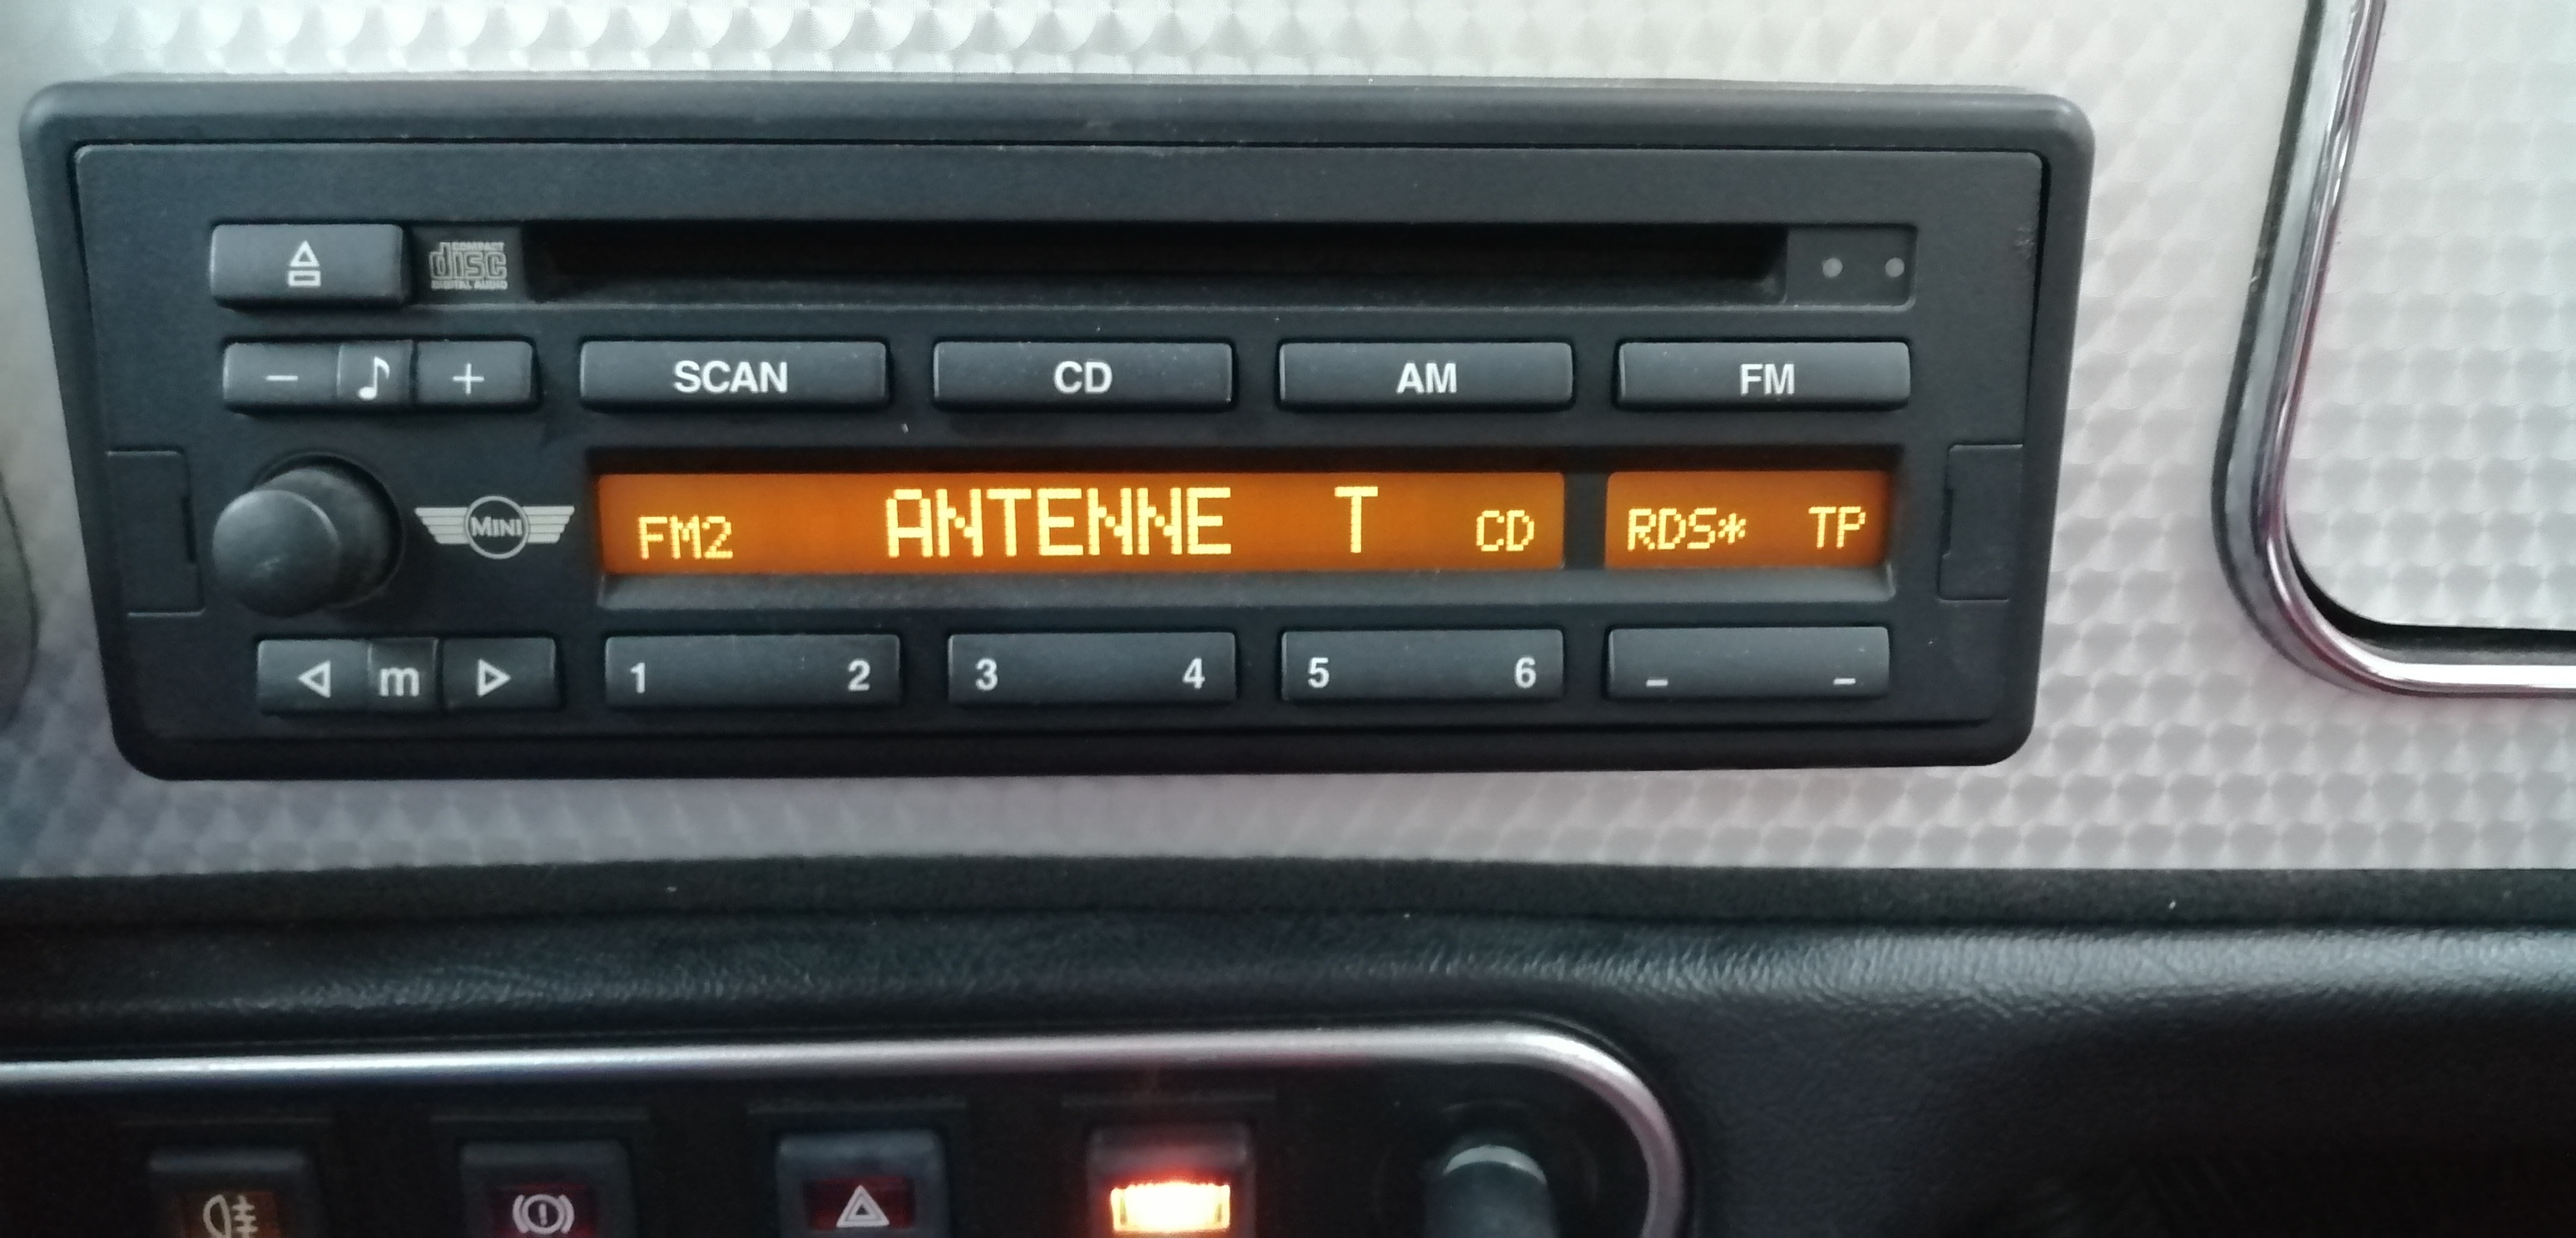 COMPACT
disc
DIGITAL AUDIO
SCAN CD AM FM
MINI
FM2 ANTENNE T CD RDS* TP
m 1 2 3 4 5 6